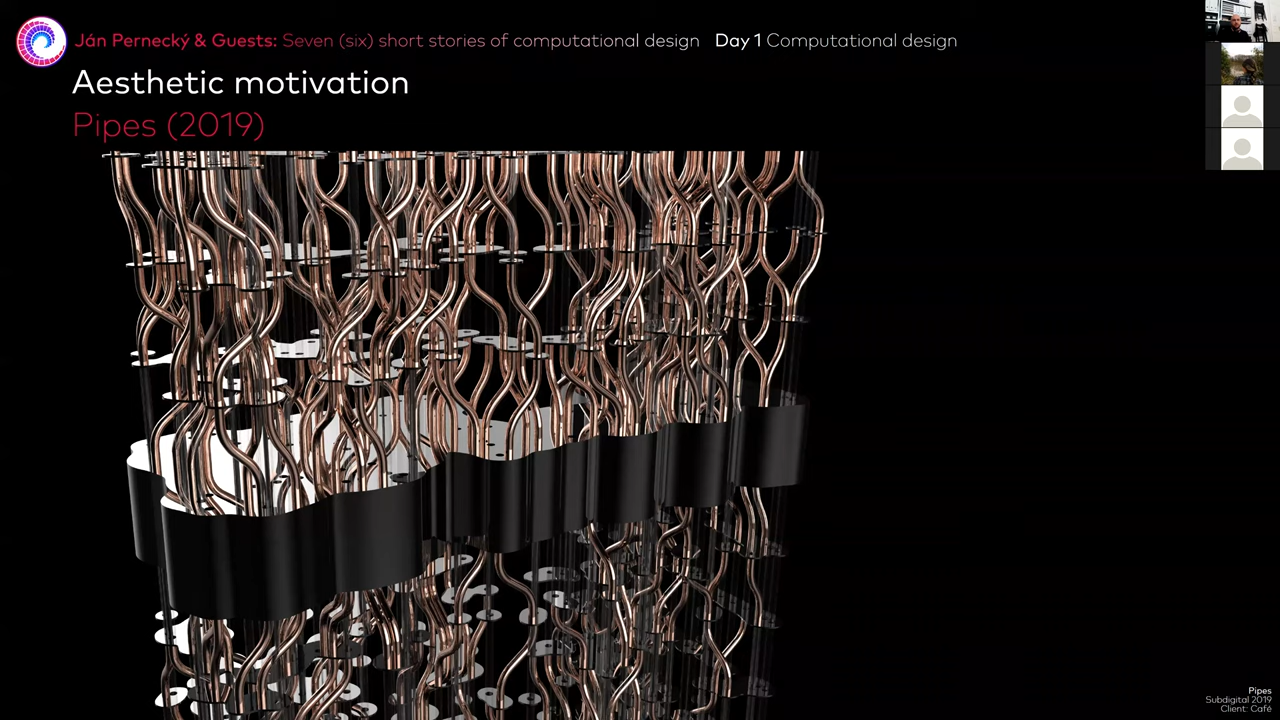 Ján Pernecký & Guests: Seven (six) short stories of computational design Day 1 Computational design
Aesthetic motivation
Pipes (2019)
Pipes
Subdigital 2019
Client: Café